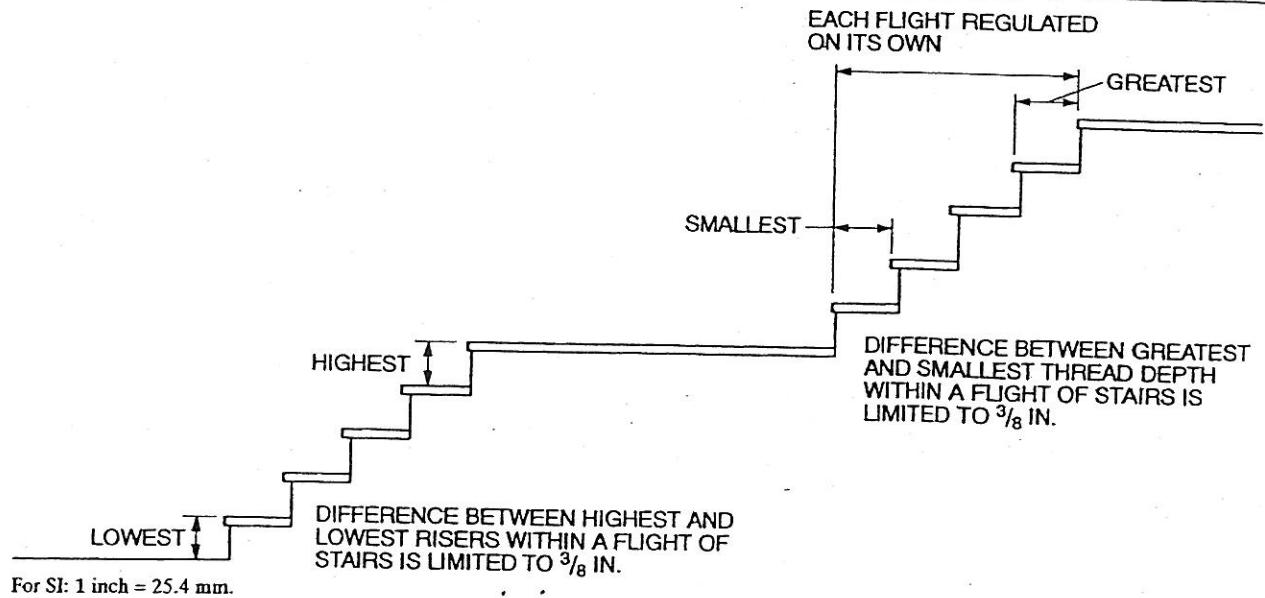 EACH FLIGHT REGULATED
ON ITS OWN
GREATEST
SMALLEST
HIGHEST
DIFFERENCE BETWEEN GREATEST
AND SMALLEST THREAD DEPTH
WITHIN A FLIGHT OF STAIRS IS
LIMITED TO 3/8 IN.
LOWEST
DIFFERENCE BETWEEN HIGHEST AND
LOWEST RISERS WITHIN A FLIGHT OF
STAIRS IS LIMITED TO 3/8 IN.
For SI: 1 inch = 25.4 mm.